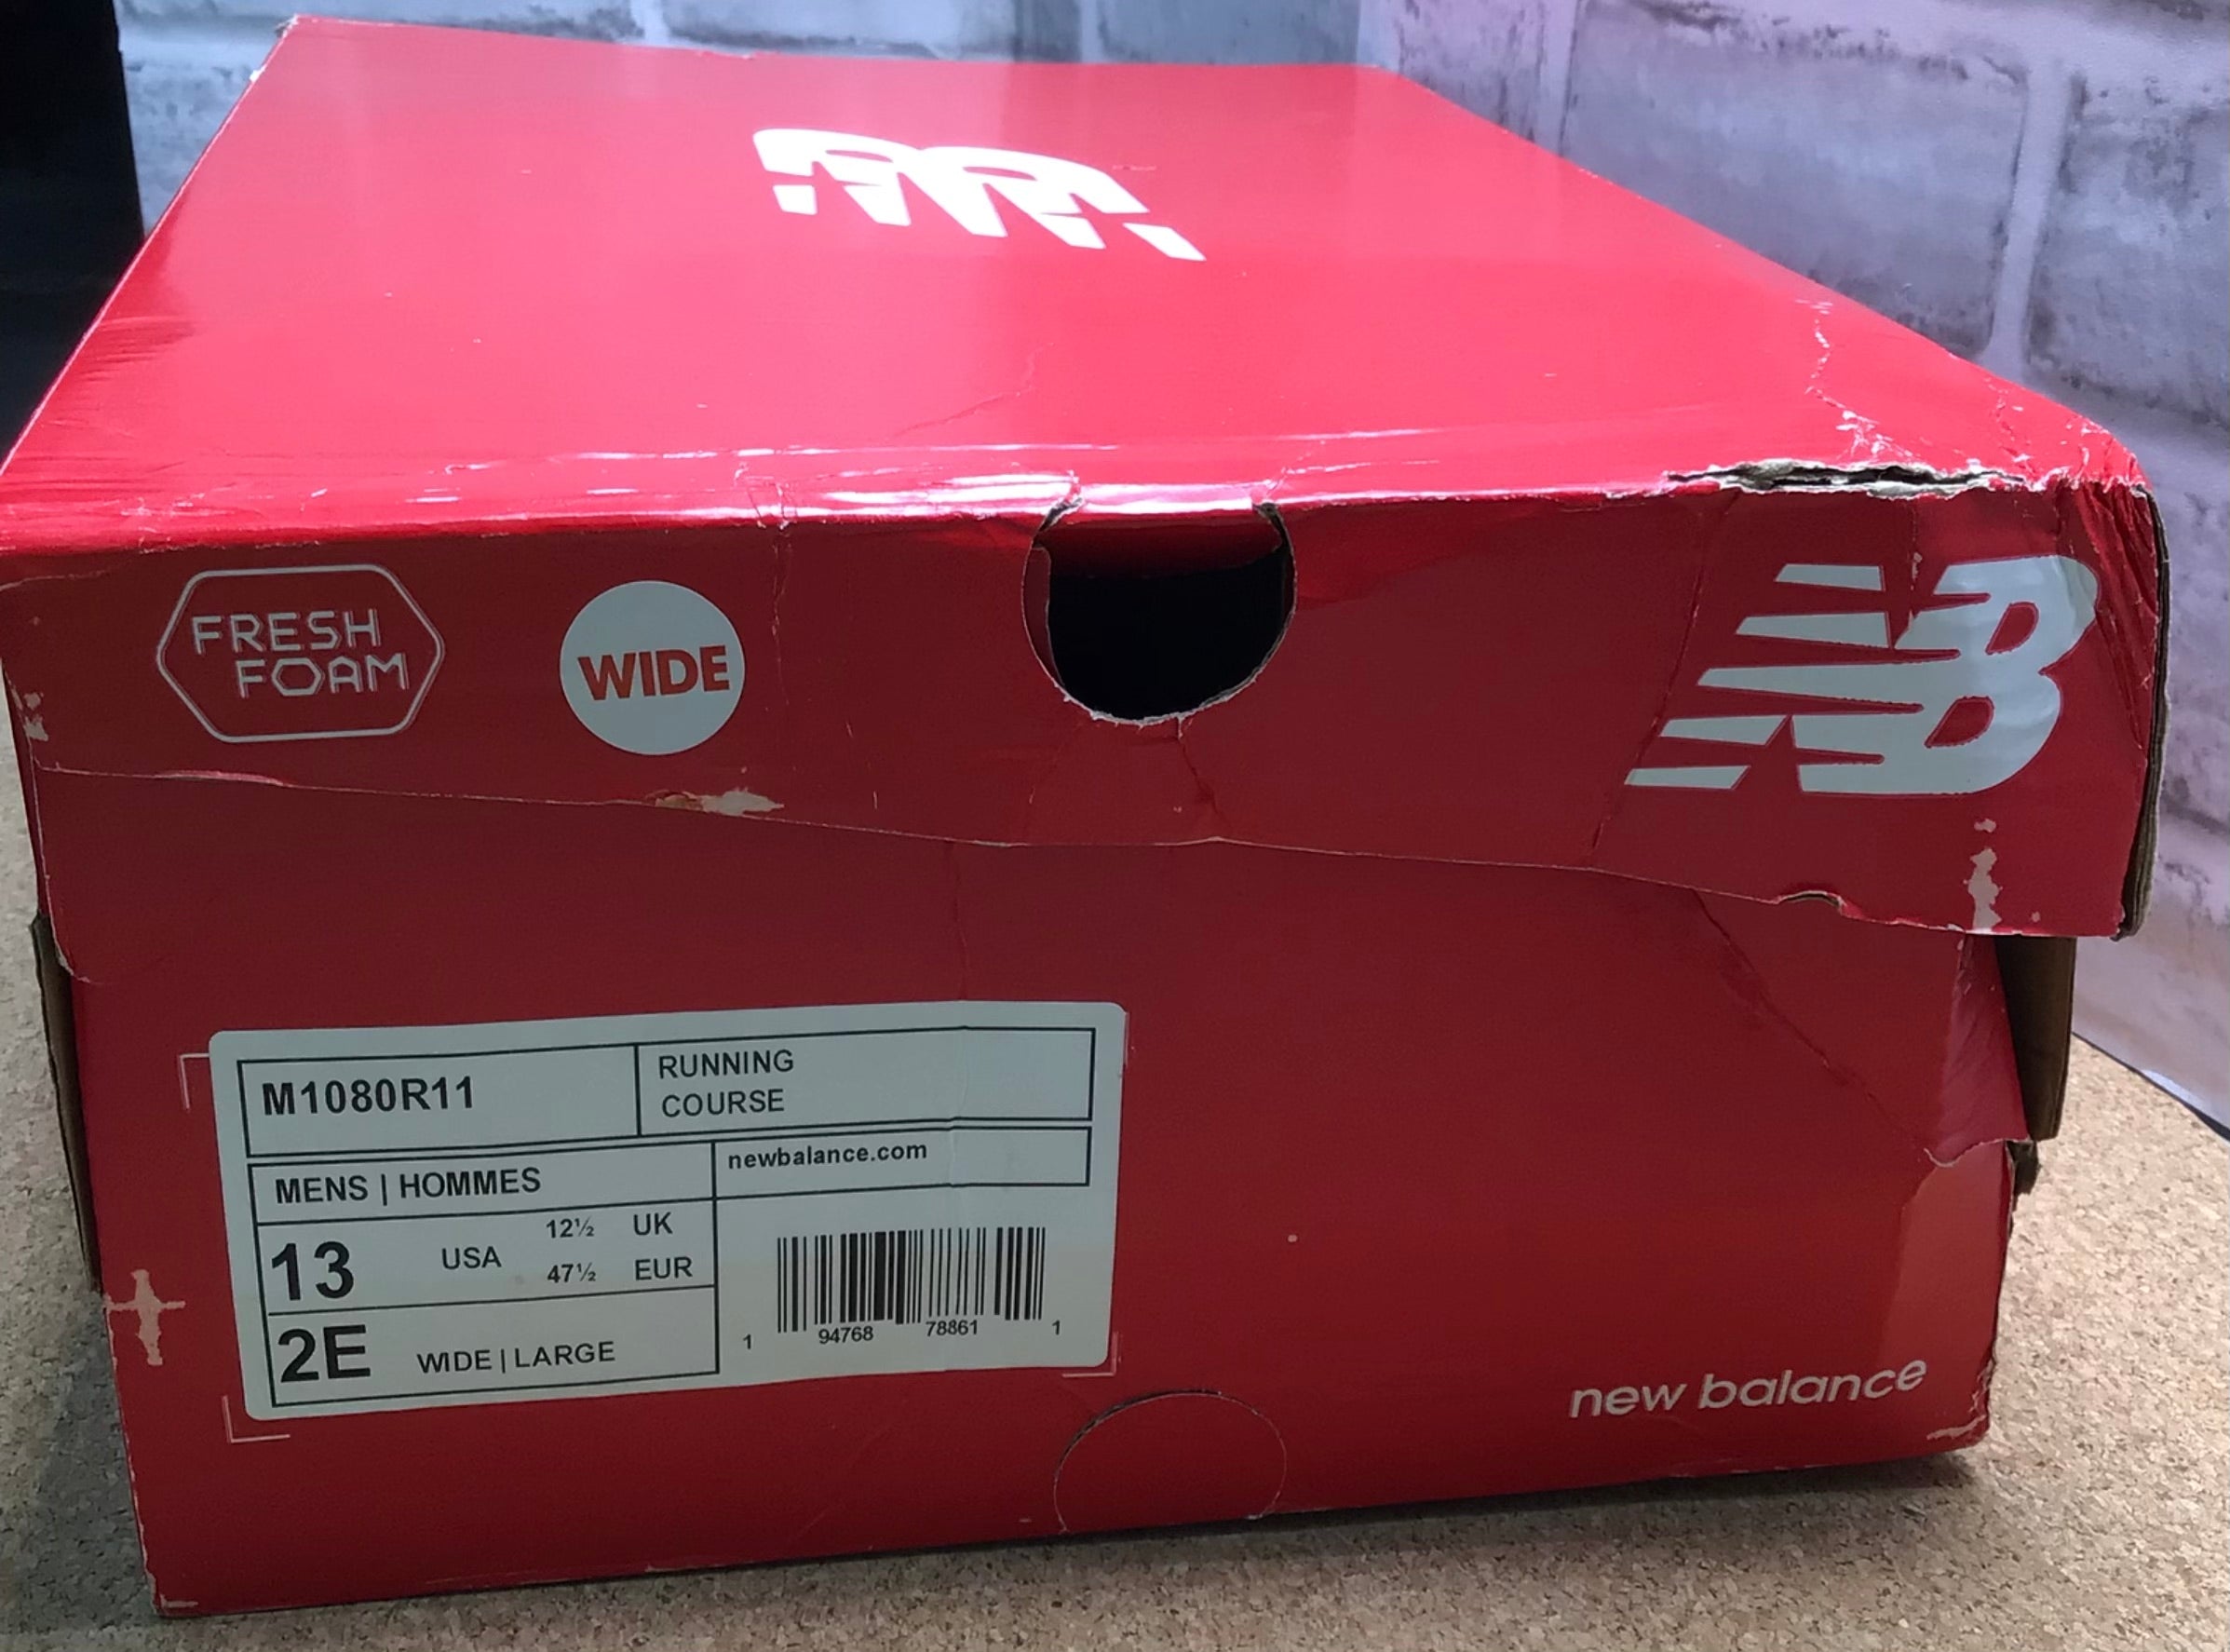 FRESH
FOAM
WIDE
NB
M1080R11
RUNNING
COURSE
MENS | HOMMES
newbalance.com
13 USA 12½ UK
47½ EUR
2E WIDE | LARGE
1 94768 78861 1
new balance